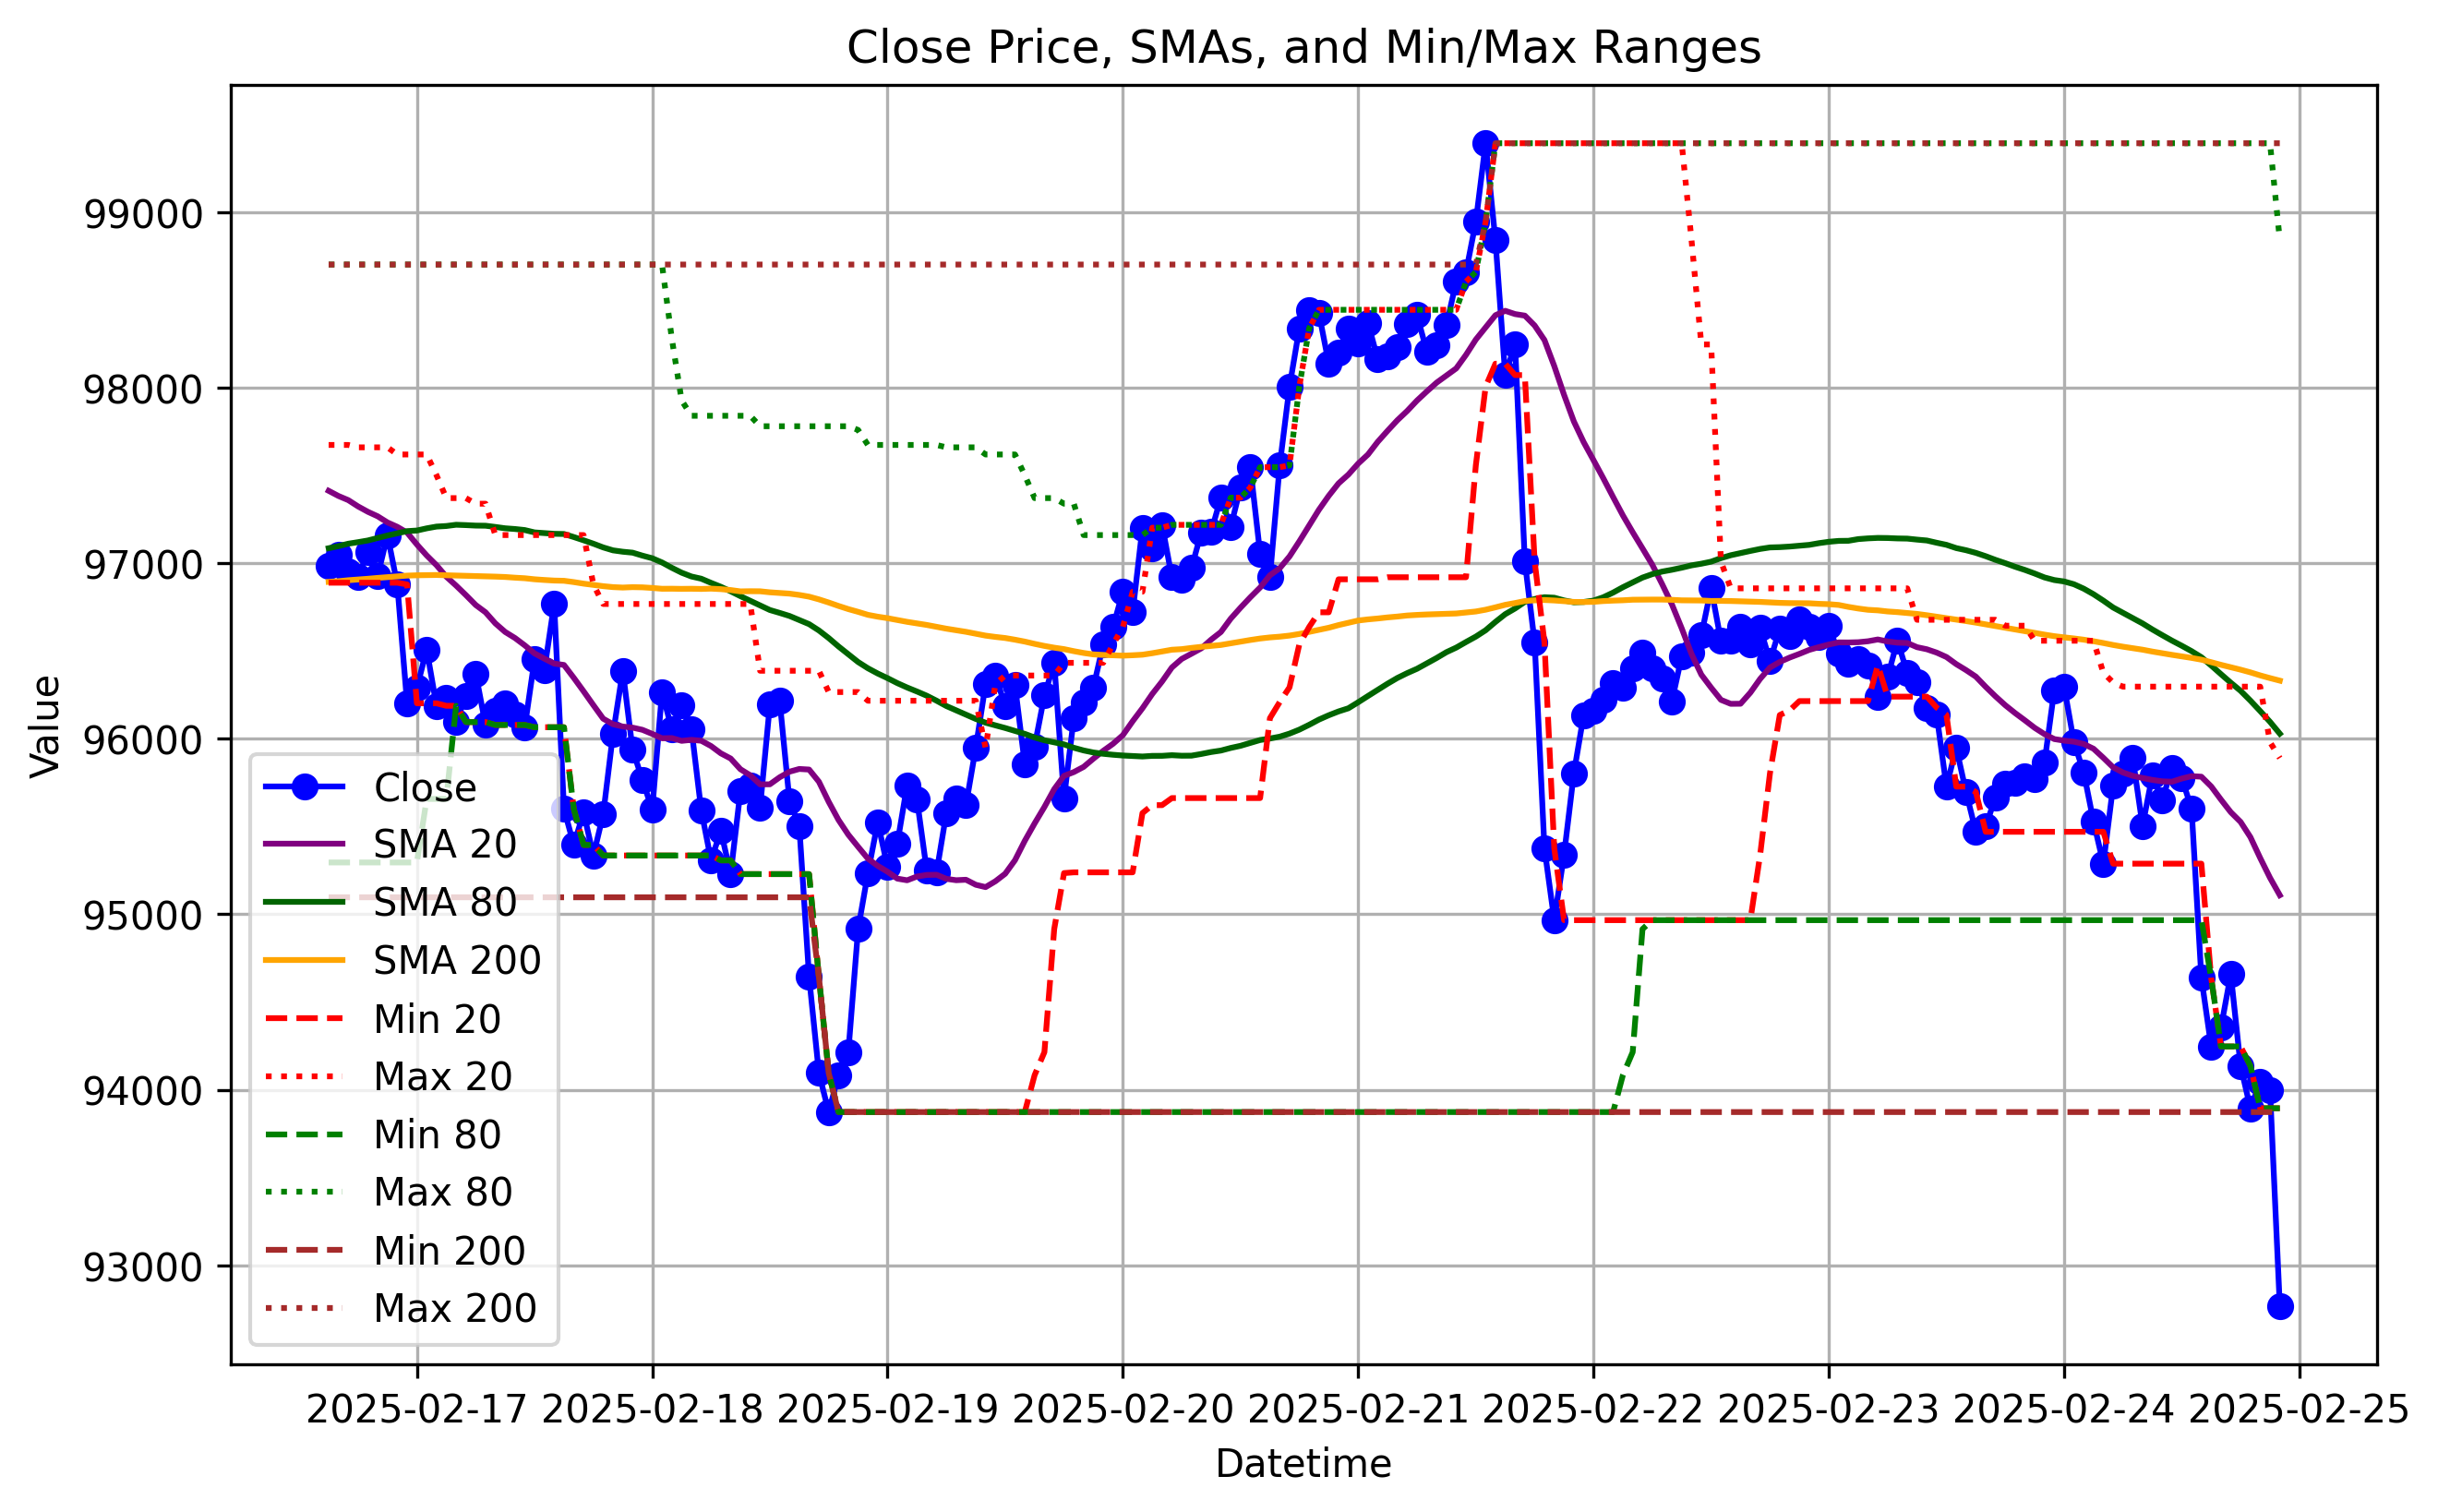 Close Price, SMAs, and Min/Max Ranges
Value
99000
98000
97000
96000
95000
94000
93000
Close
SMA 20
SMA 80
SMA 200
Min 20
Max 20
Min 80
Max 80
Min 200
Max 200
2025-02-17 2025-02-18 2025-02-19 2025-02-20 2025-02-21 2025-02-22 2025-02-23 2025-02-24 2025-02-25
Datetime